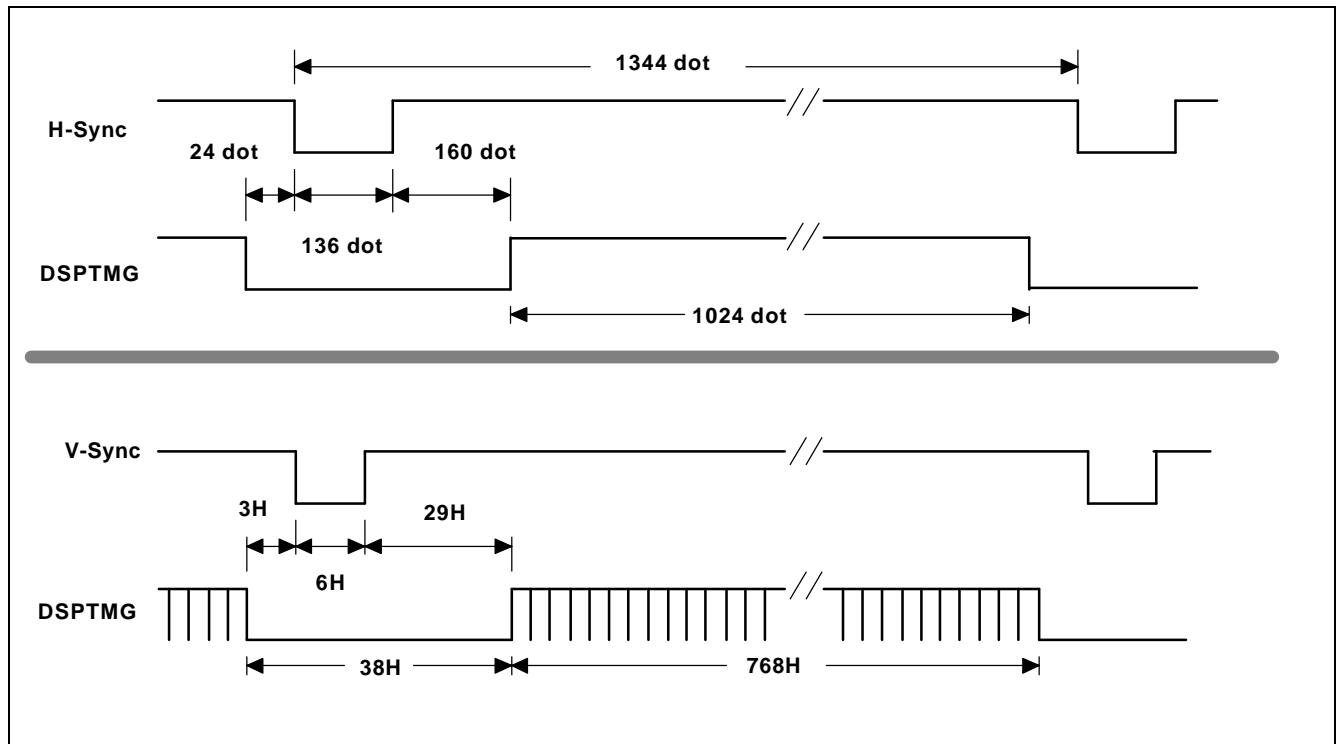 1344 dot
H-Sync
24 dot
160 dot
136 dot
DSPTMG
1024 dot
V-Sync
3H
29H
6H
DSPTMG
38H
768H